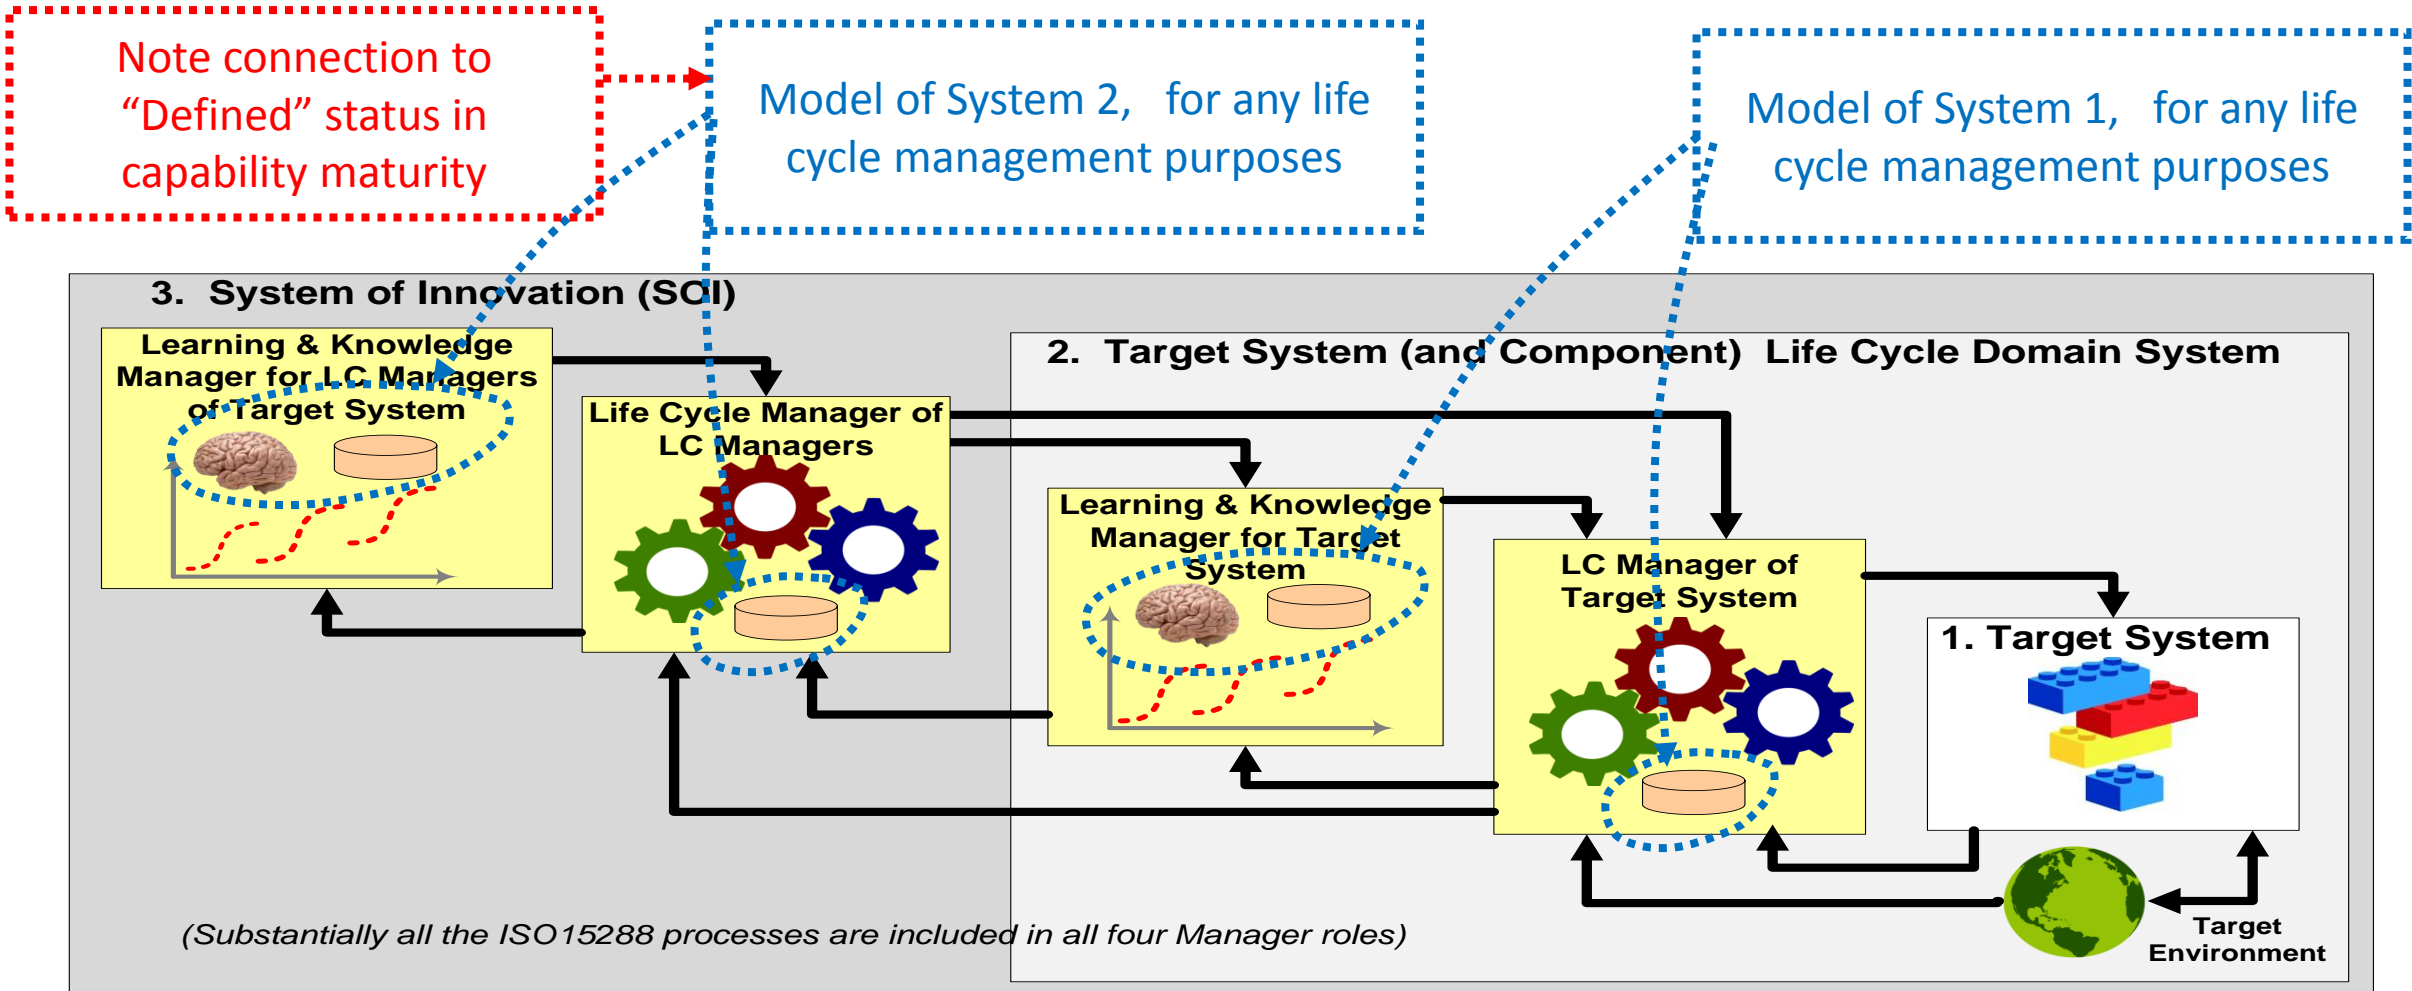 Note connection to
“Defined” status in
capability maturity
Model of System 2, for any life
cycle management purposes
Model of System 1, for any life
cycle management purposes
3. System of Innovation (SOI)
Learning & Knowledge
Manager for LC Managers
of Target System
Life Cycle Manager of
LC Managers
2. Target System (and Component) Life Cycle Domain System
Learning & Knowledge
Manager for Target
System
LC Manager of
Target System
1. Target System
Target
Environment
(Substantially all the ISO15288 processes are included in all four Manager roles)